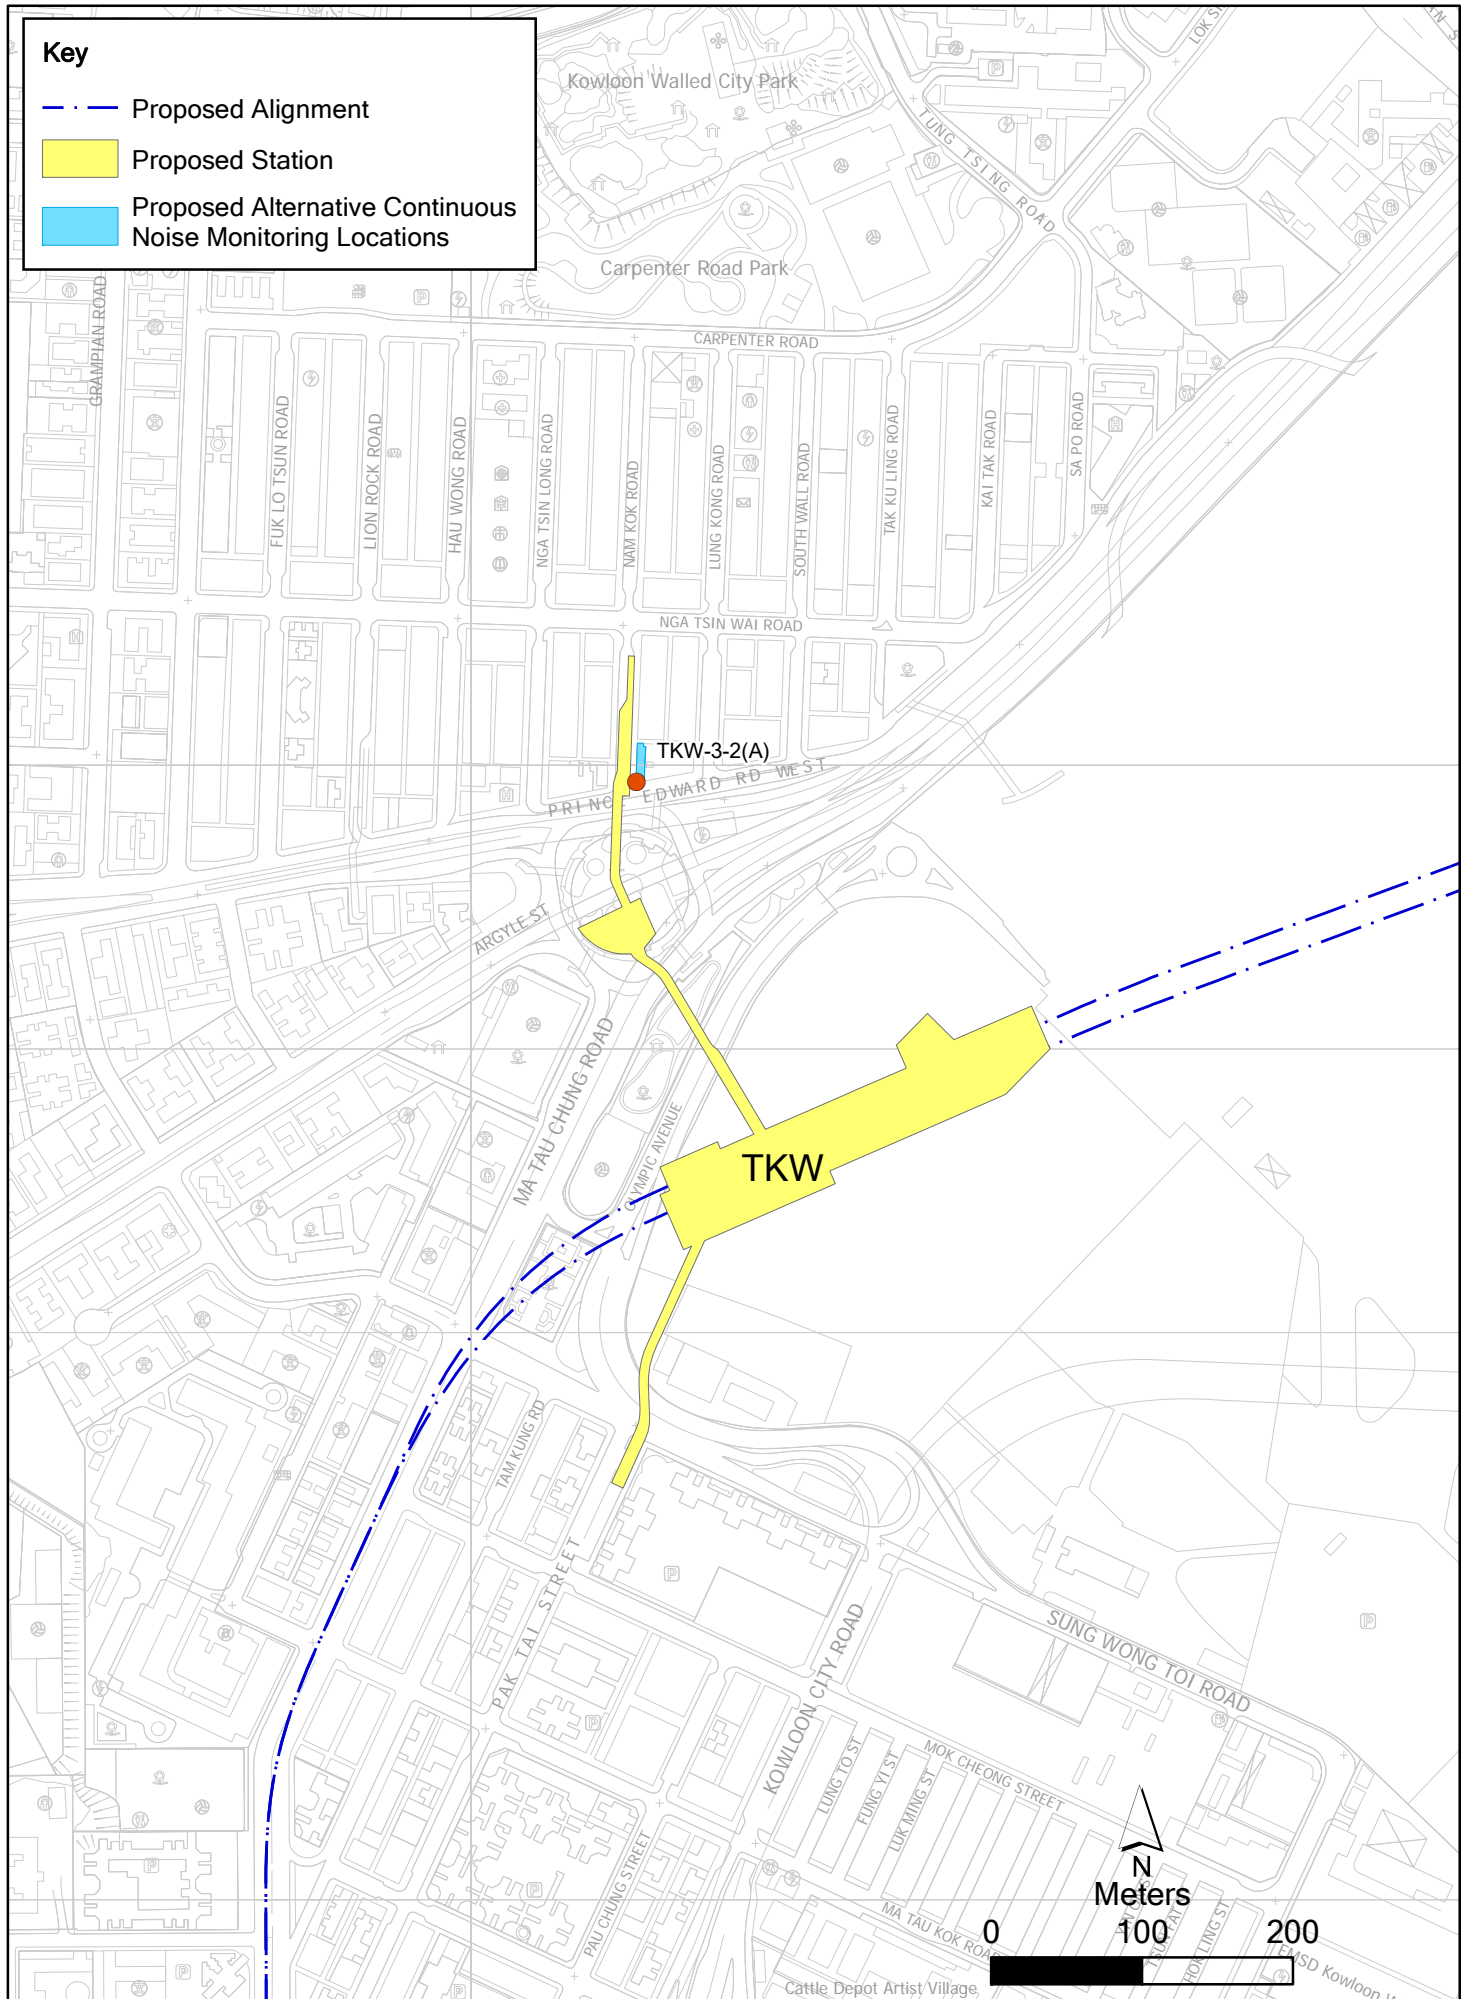 Key
Proposed Alignment
Proposed Station
Proposed Alternative Continuous
Noise Monitoring Locations
Kowloon Walled City Park
LOK S
TUNG TSING ROAD
Carpenter Road Park
GRAMPIAN ROAD
CARPENTER ROAD
FUK LO TSUN ROAD
LION ROCK ROAD
HAU WONG ROAD
NGA TSIN LONG ROAD
NAM KOK ROAD
LUNG KONG ROAD
SOUTH WALL ROAD
TAK KU LING ROAD
KAI TAK ROAD
SA PO ROAD
NGA TSIN WAI ROAD
TKW-3-2(A)
PRINCE EDWARD RD WEST
ARGYLE ST
MA TAU CHUNG ROAD
OLYMPIC AVENUE
TKW
TAM KUNG RD
PAK TAI STREET
KOWLOON CITY ROAD
SUNG WONG TOI ROAD
LUNG TO ST
FUNG YI ST
LUK MING ST
MOK CHEONG STREET
PAU CHUNG STREET
MA TAU KOK ROAD
HOK LING ST
N
Meters
0 100 200
EMSD Kowloon
Cattle Depot Artist Village